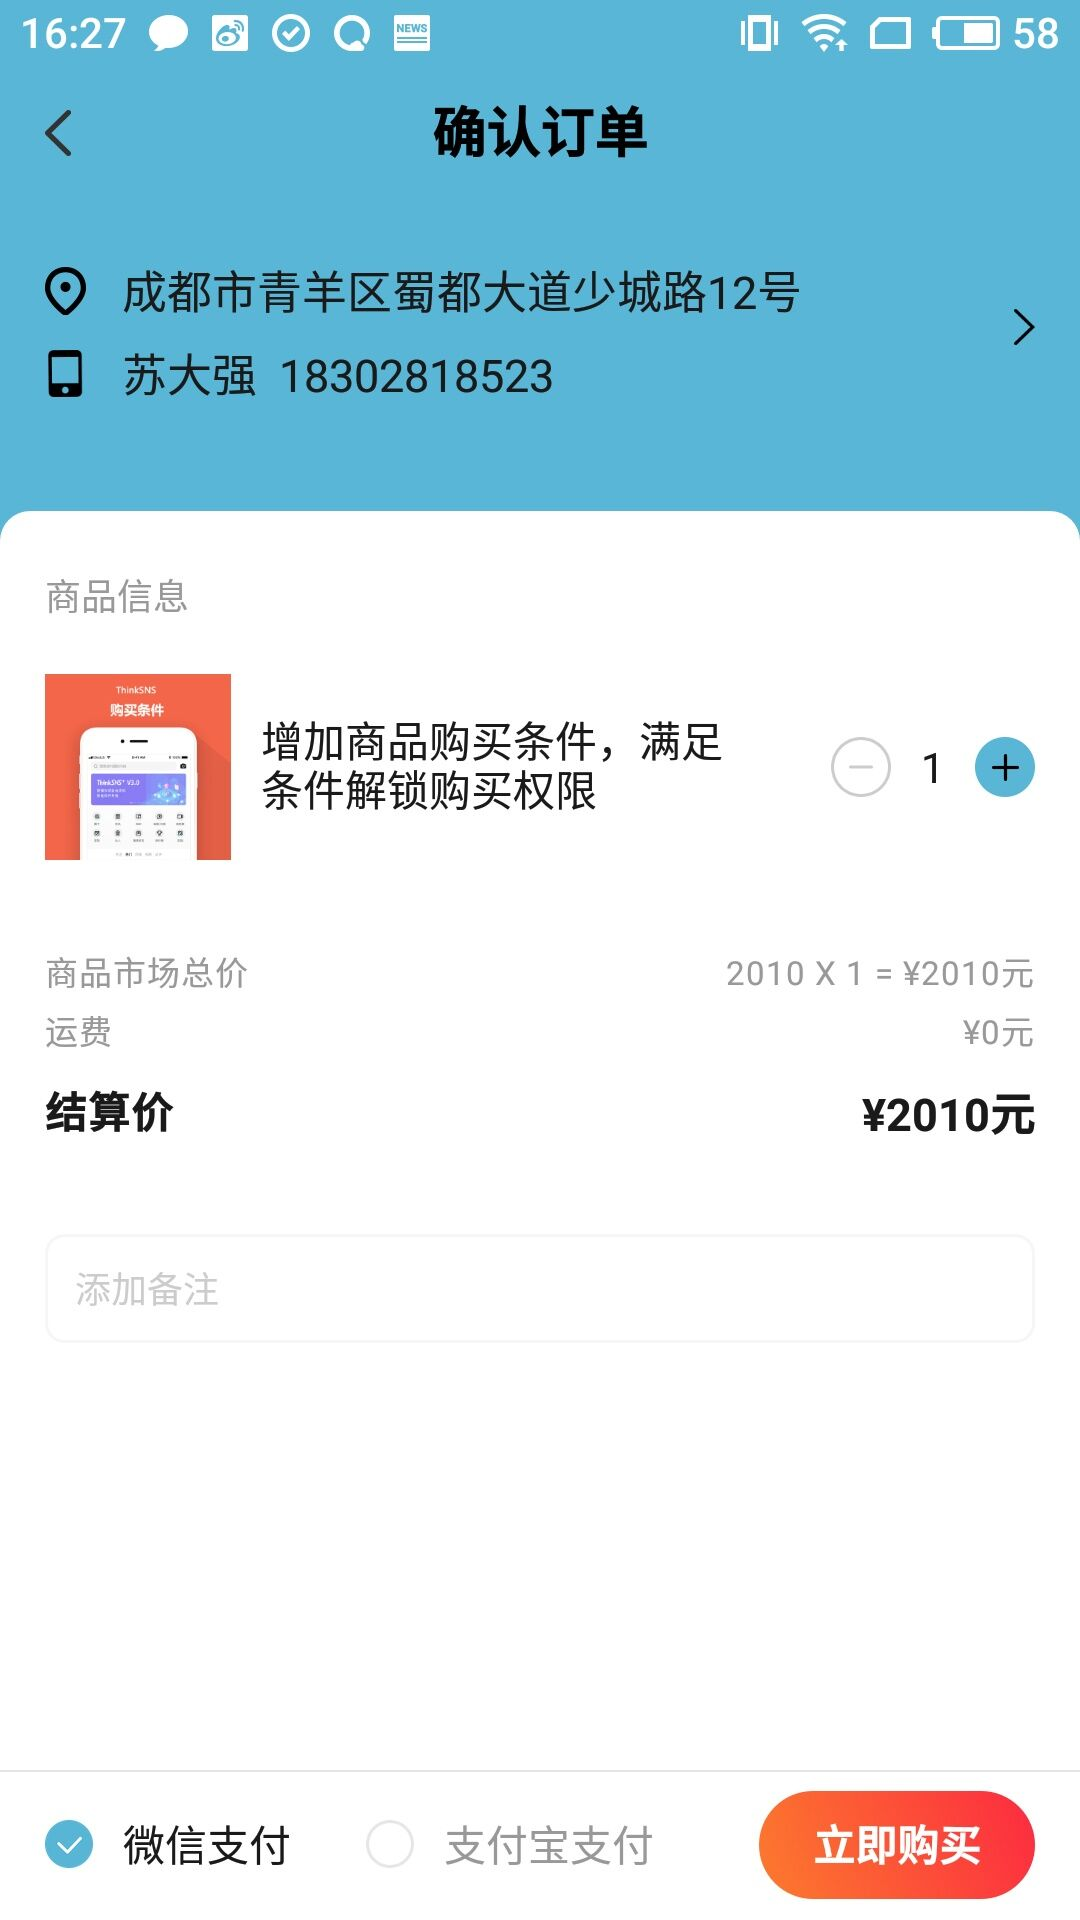 16:27
NEWS
58
确认订单
成都市青羊区蜀都大道少城路12号
苏大强 18302818523
商品信息
ThinkSNS
购买条件
ThinkSNS+ V3.0
增加商品购买条件，满足
条件解锁购买权限
1
商品市场总价
2010 X 1 = ¥2010元
运费
¥0元
结算价
¥2010元
添加备注
微信支付
支付宝支付
立即购买